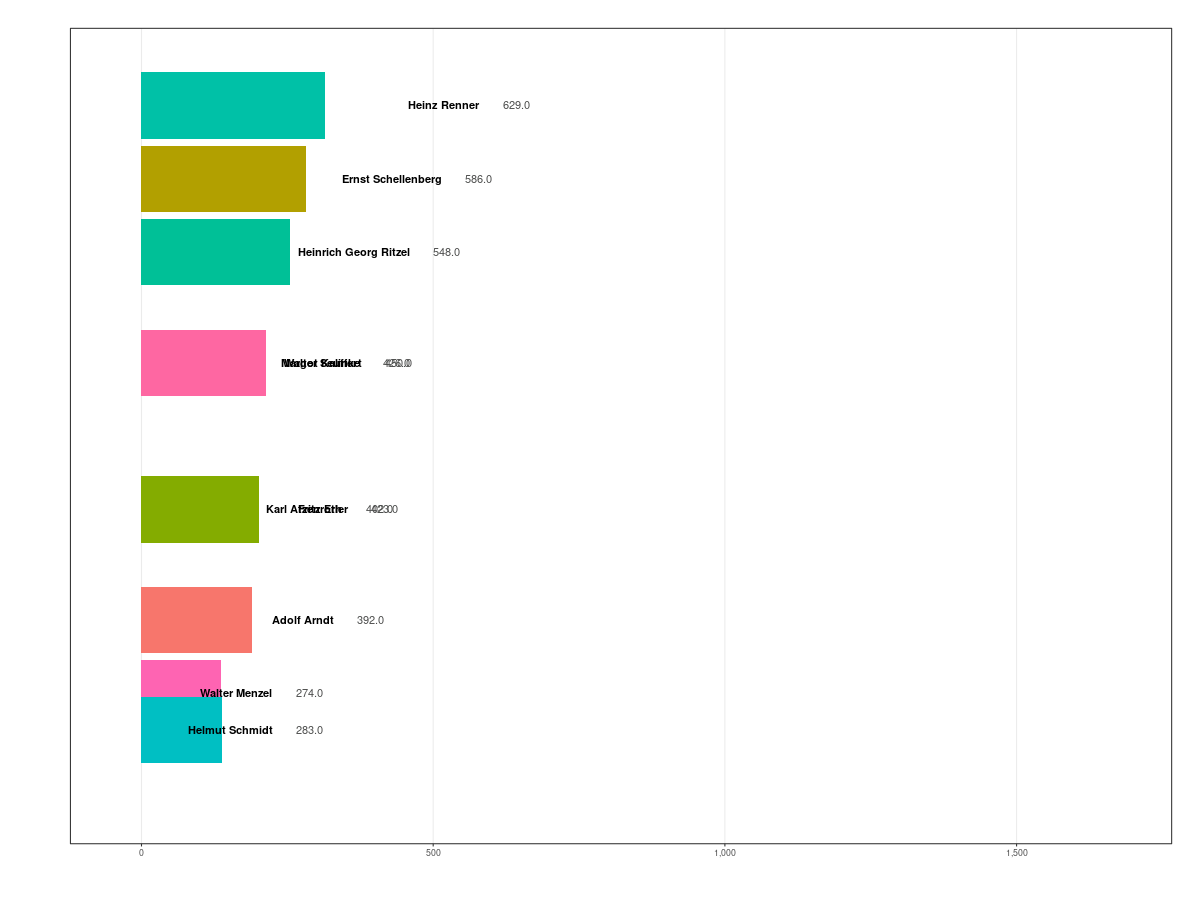 Heinz Renner 629.0
Ernst Schellenberg 586.0
Heinrich Georg Ritzel 548.0
Adolf Arndt 392.0
Walter Menzel 274.0
Helmut Schmidt 283.0
0 500 1,000 1,500